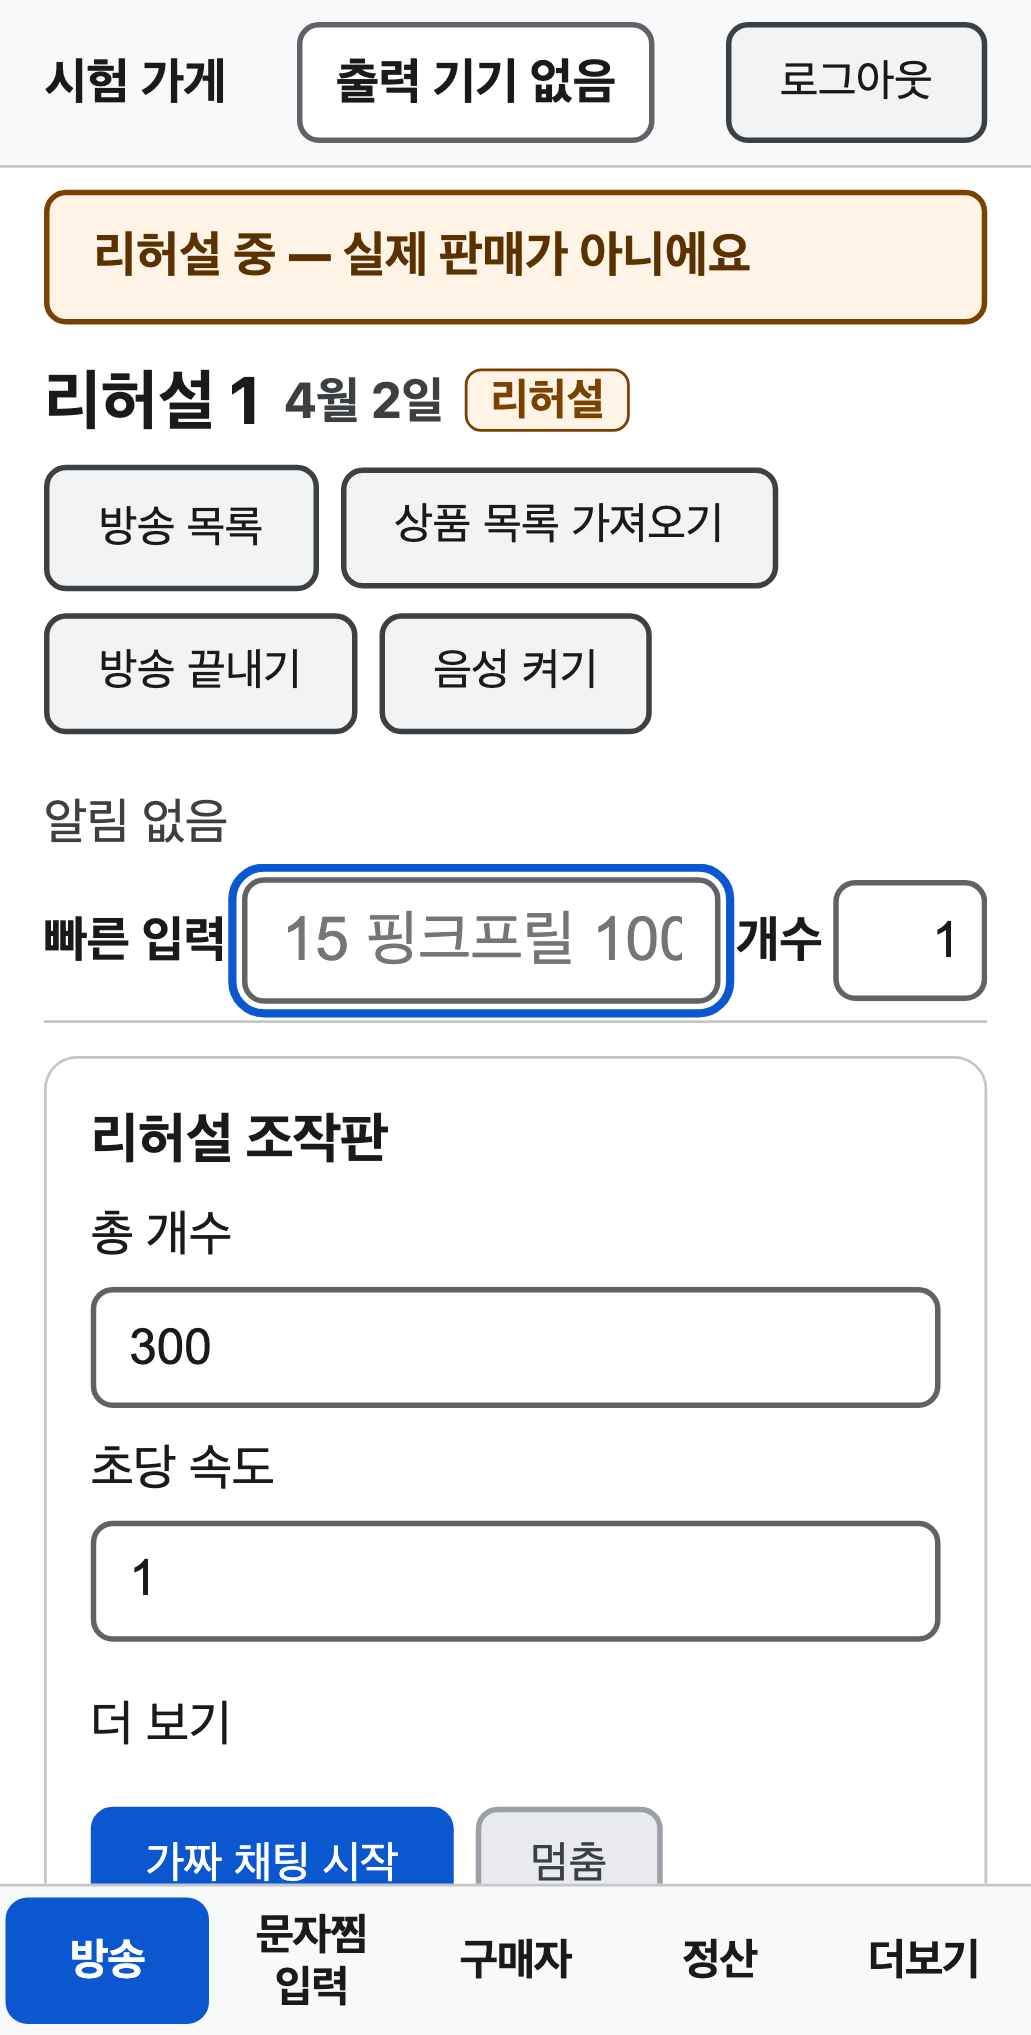 시험 가게 출력 기기 없음 로그아웃
리허설 중 — 실제 판매가 아니에요
리허설 1 4월 2일 리허설
방송 목록 상품 목록 가져오기
방송 끝내기 음성 켜기
알림 없음
빠른 입력 15 핑크프릴 100 개수 1
리허설 조작판
총 개수
300
초당 속도
1
더 보기
가짜 채팅 시작 멈춤
방송 문자찜 입력 구매자 정산 더보기